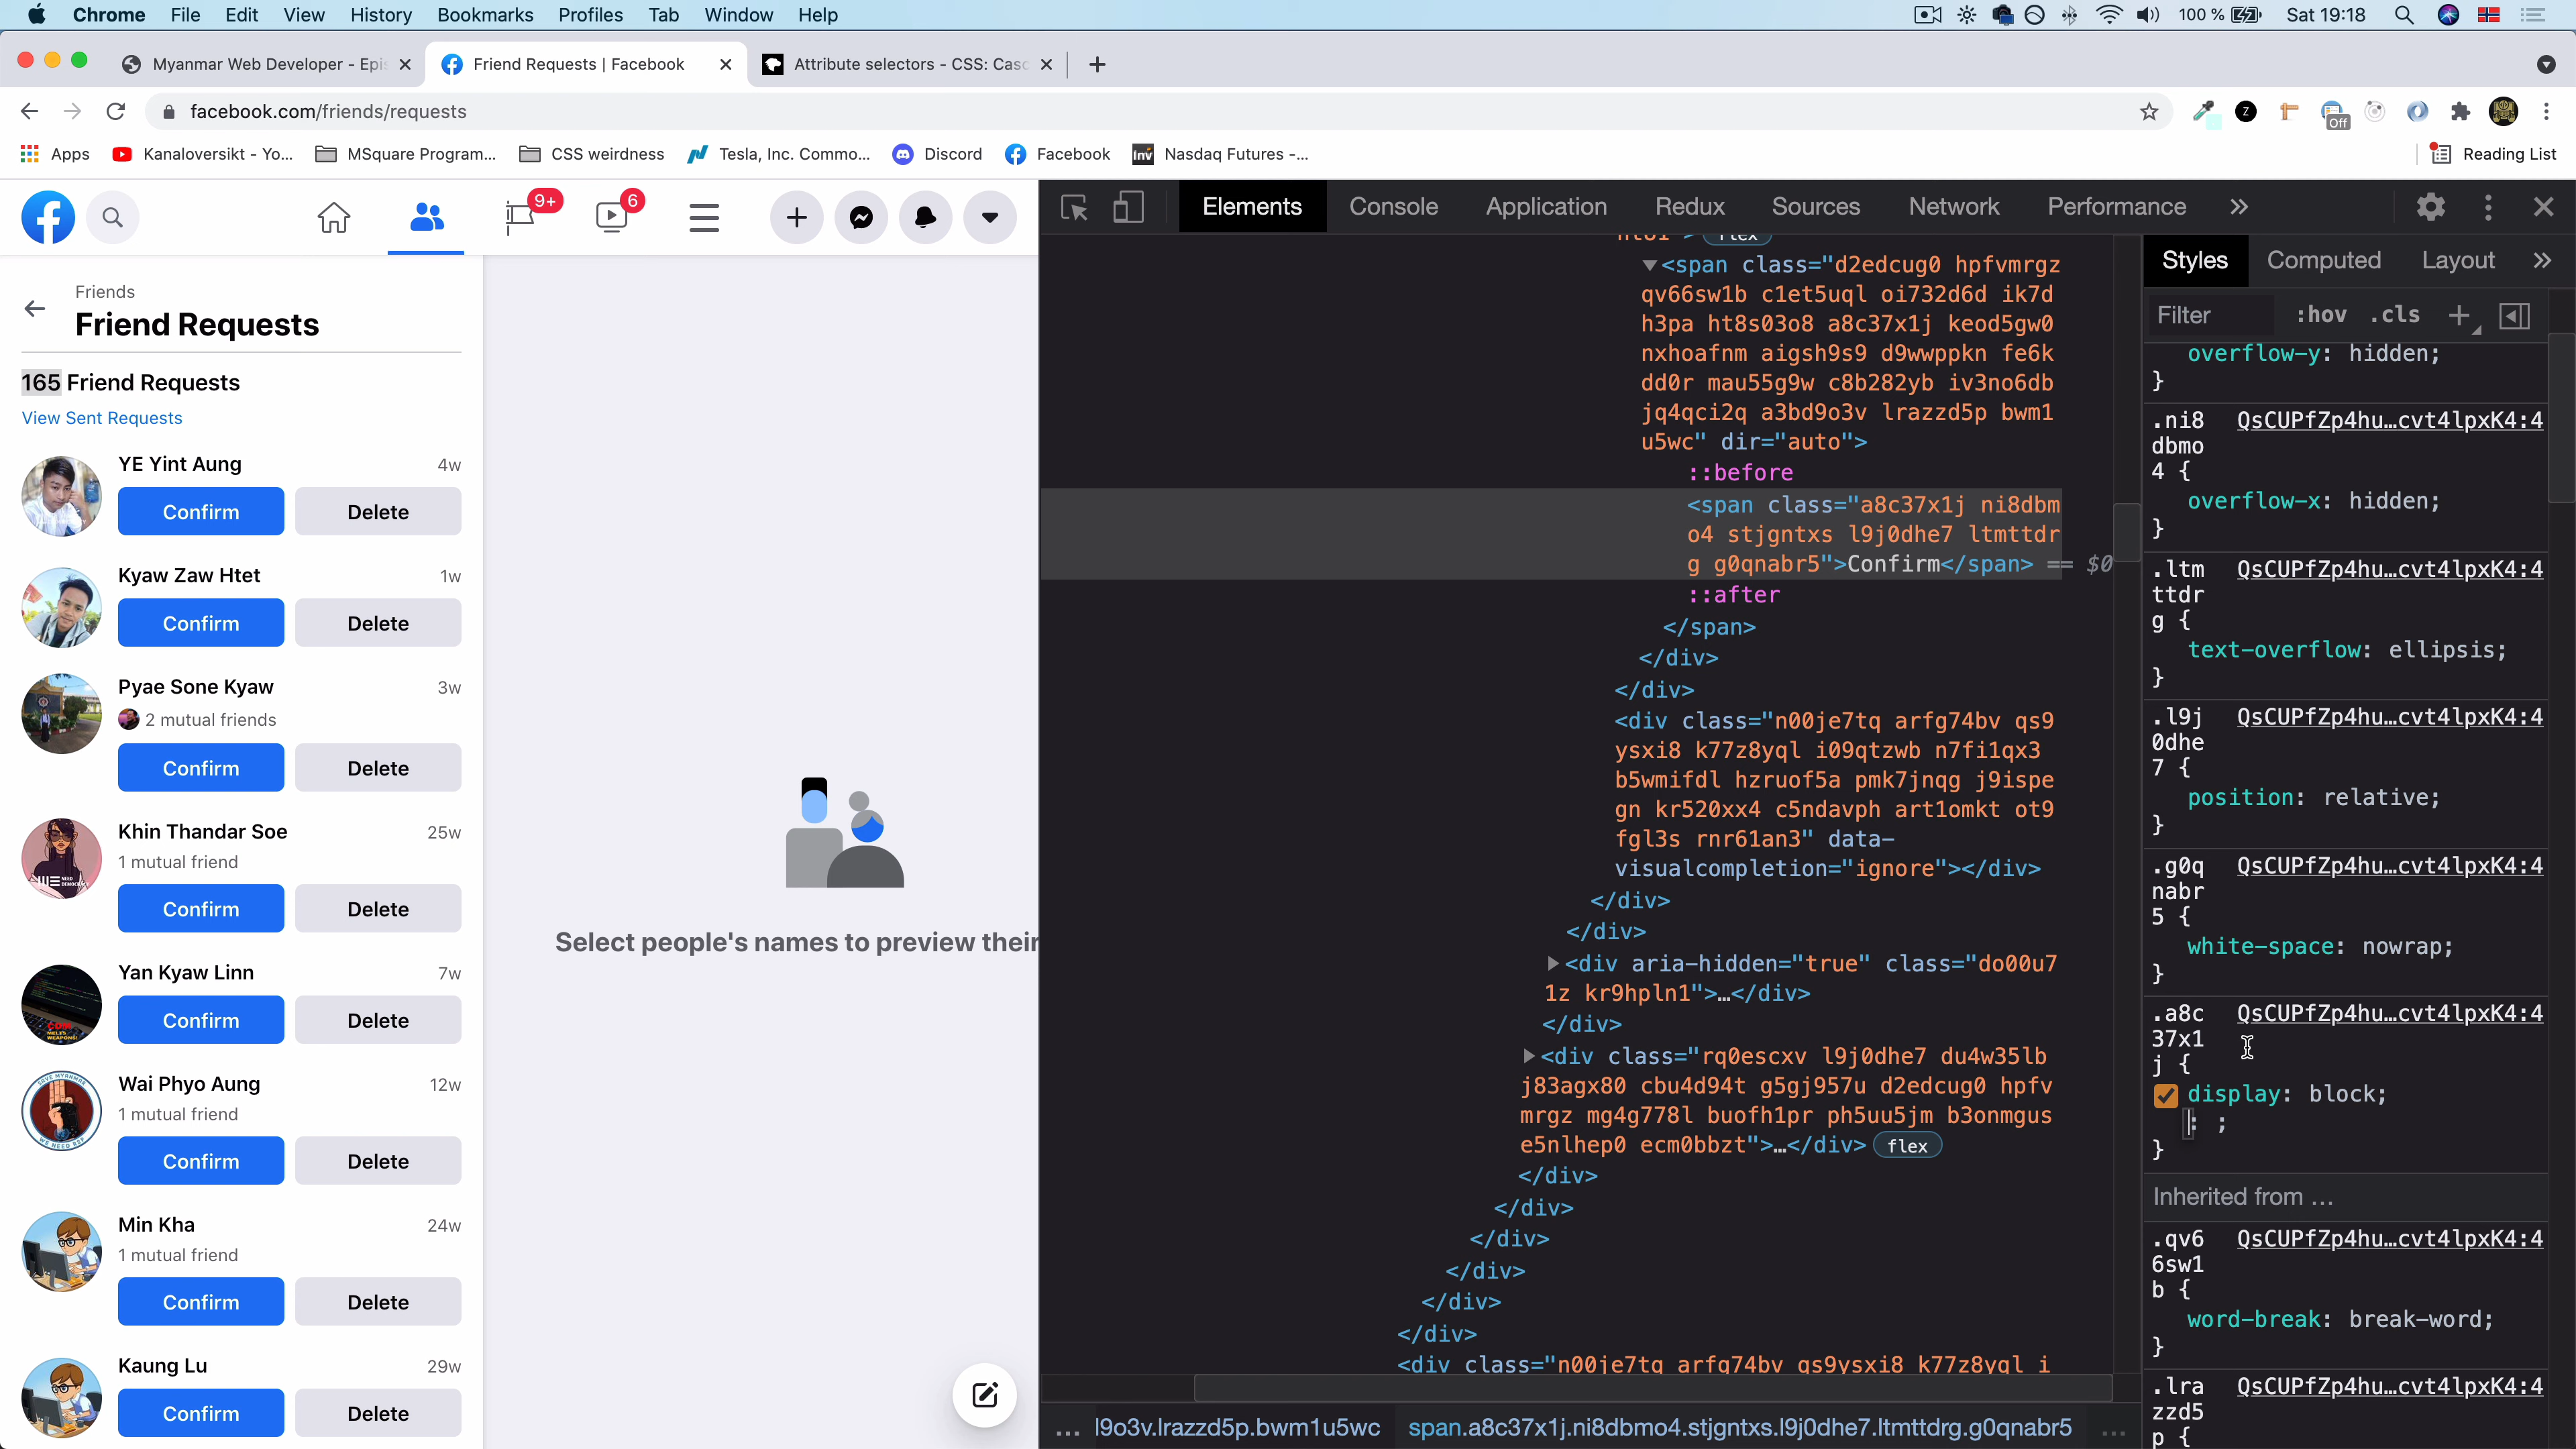 Chrome File Edit View History Bookmarks Profiles Tab Window Help 100 % Sat 19:18
Myanmar Web Developer - Epis
Friend Requests | Facebook
Attribute selectors - CSS: Casc
facebook.com/friends/requests
Off
Apps Kanaloversikt - Yo... MSquare Program... CSS weirdness Tesla, Inc. Commo... Discord Facebook Nasdaq Futures -... Reading List
9+
6
Friends
Friend Requests
165 Friend Requests
View Sent Requests
YE Yint Aung 4w
Confirm Delete
Kyaw Zaw Htet 1w
Confirm Delete
Pyae Sone Kyaw 3w
2 mutual friends
Confirm Delete
Khin Thandar Soe 25w
1 mutual friend
Confirm Delete
Yan Kyaw Linn 7w
Confirm Delete
Wai Phyo Aung 12w
1 mutual friend
Confirm Delete
Min Kha 24w
1 mutual friend
Confirm Delete
Kaung Lu 29w
Confirm Delete
Select people's names to preview their
Elements Console Application Redux Sources Network Performance
flex
<span class="d2edcug0 hpfvmrgz
qv66sw1b c1et5uql oi732d6d ik7d
h3pa ht8s03o8 a8c37x1j keod5gw0
nxhoafnm aigsh9s9 d9wwppkn fe6k
dd0r mau55g9w c8b282yb iv3no6db
jq4qci2q a3bd9o3v lrazzd5p bwm1
u5wc" dir="auto">
::before
<span class="a8c37x1j ni8dbm
o4 stjgntxs l9j0dhe7 ltmttdr
g g0qnabr5">Confirm</span> == $0
::after
</span>
</div>
</div>
<div class="n00je7tq arfg74bv qs9
ysxi8 k77z8yql i09qtzwb n7fi1qx3
b5wmifdl hzruof5a pmk7jnqg j9ispe
gn kr520xx4 c5ndavph art1omkt ot9
fgl3s rnr61an3" data-
visualcompletion="ignore"></div>
</div>
</div>
<div aria-hidden="true" class="do00u7
1z kr9hpln1">…</div>
</div>
<div class="rq0escxv l9j0dhe7 du4w35lb
j83agx80 cbu4d94t g5gj957u d2edcug0 hpfv
mrgz mg4g778l buofh1pr ph5uu5jm b3onmgus
e5nlhep0 ecm0bbzt">…</div> flex
</div>
</div>
</div>
</div>
</div>
</div>
<div class="n00je7tq arfg74bv qs9ysxi8 k77z8yql i
... l9o3v.lrazzd5p.bwm1u5wc span.a8c37x1j.ni8dbmo4.stjgntxs.l9j0dhe7.ltmttdrg.g0qnabr5 ...
Styles Computed Layout
Filter :hov .cls
overflow-y: hidden;
}
.ni8 QsCUPfZp4hu…cvt4lpxK4:4
dbmo
4 {
overflow-x: hidden;
}
.ltm QsCUPfZp4hu…cvt4lpxK4:4
ttdr
g {
text-overflow: ellipsis;
}
.l9j QsCUPfZp4hu…cvt4lpxK4:4
0dhe
7 {
position: relative;
}
.g0q QsCUPfZp4hu…cvt4lpxK4:4
nabr
5 {
white-space: nowrap;
}
.a8c QsCUPfZp4hu…cvt4lpxK4:4
37x1
j {
display: block;
: ;
}
Inherited from ...
.qv6 QsCUPfZp4hu…cvt4lpxK4:4
6sw1
b {
word-break: break-word;
}
.lra QsCUPfZp4hu…cvt4lpxK4:4
zzd5
p {